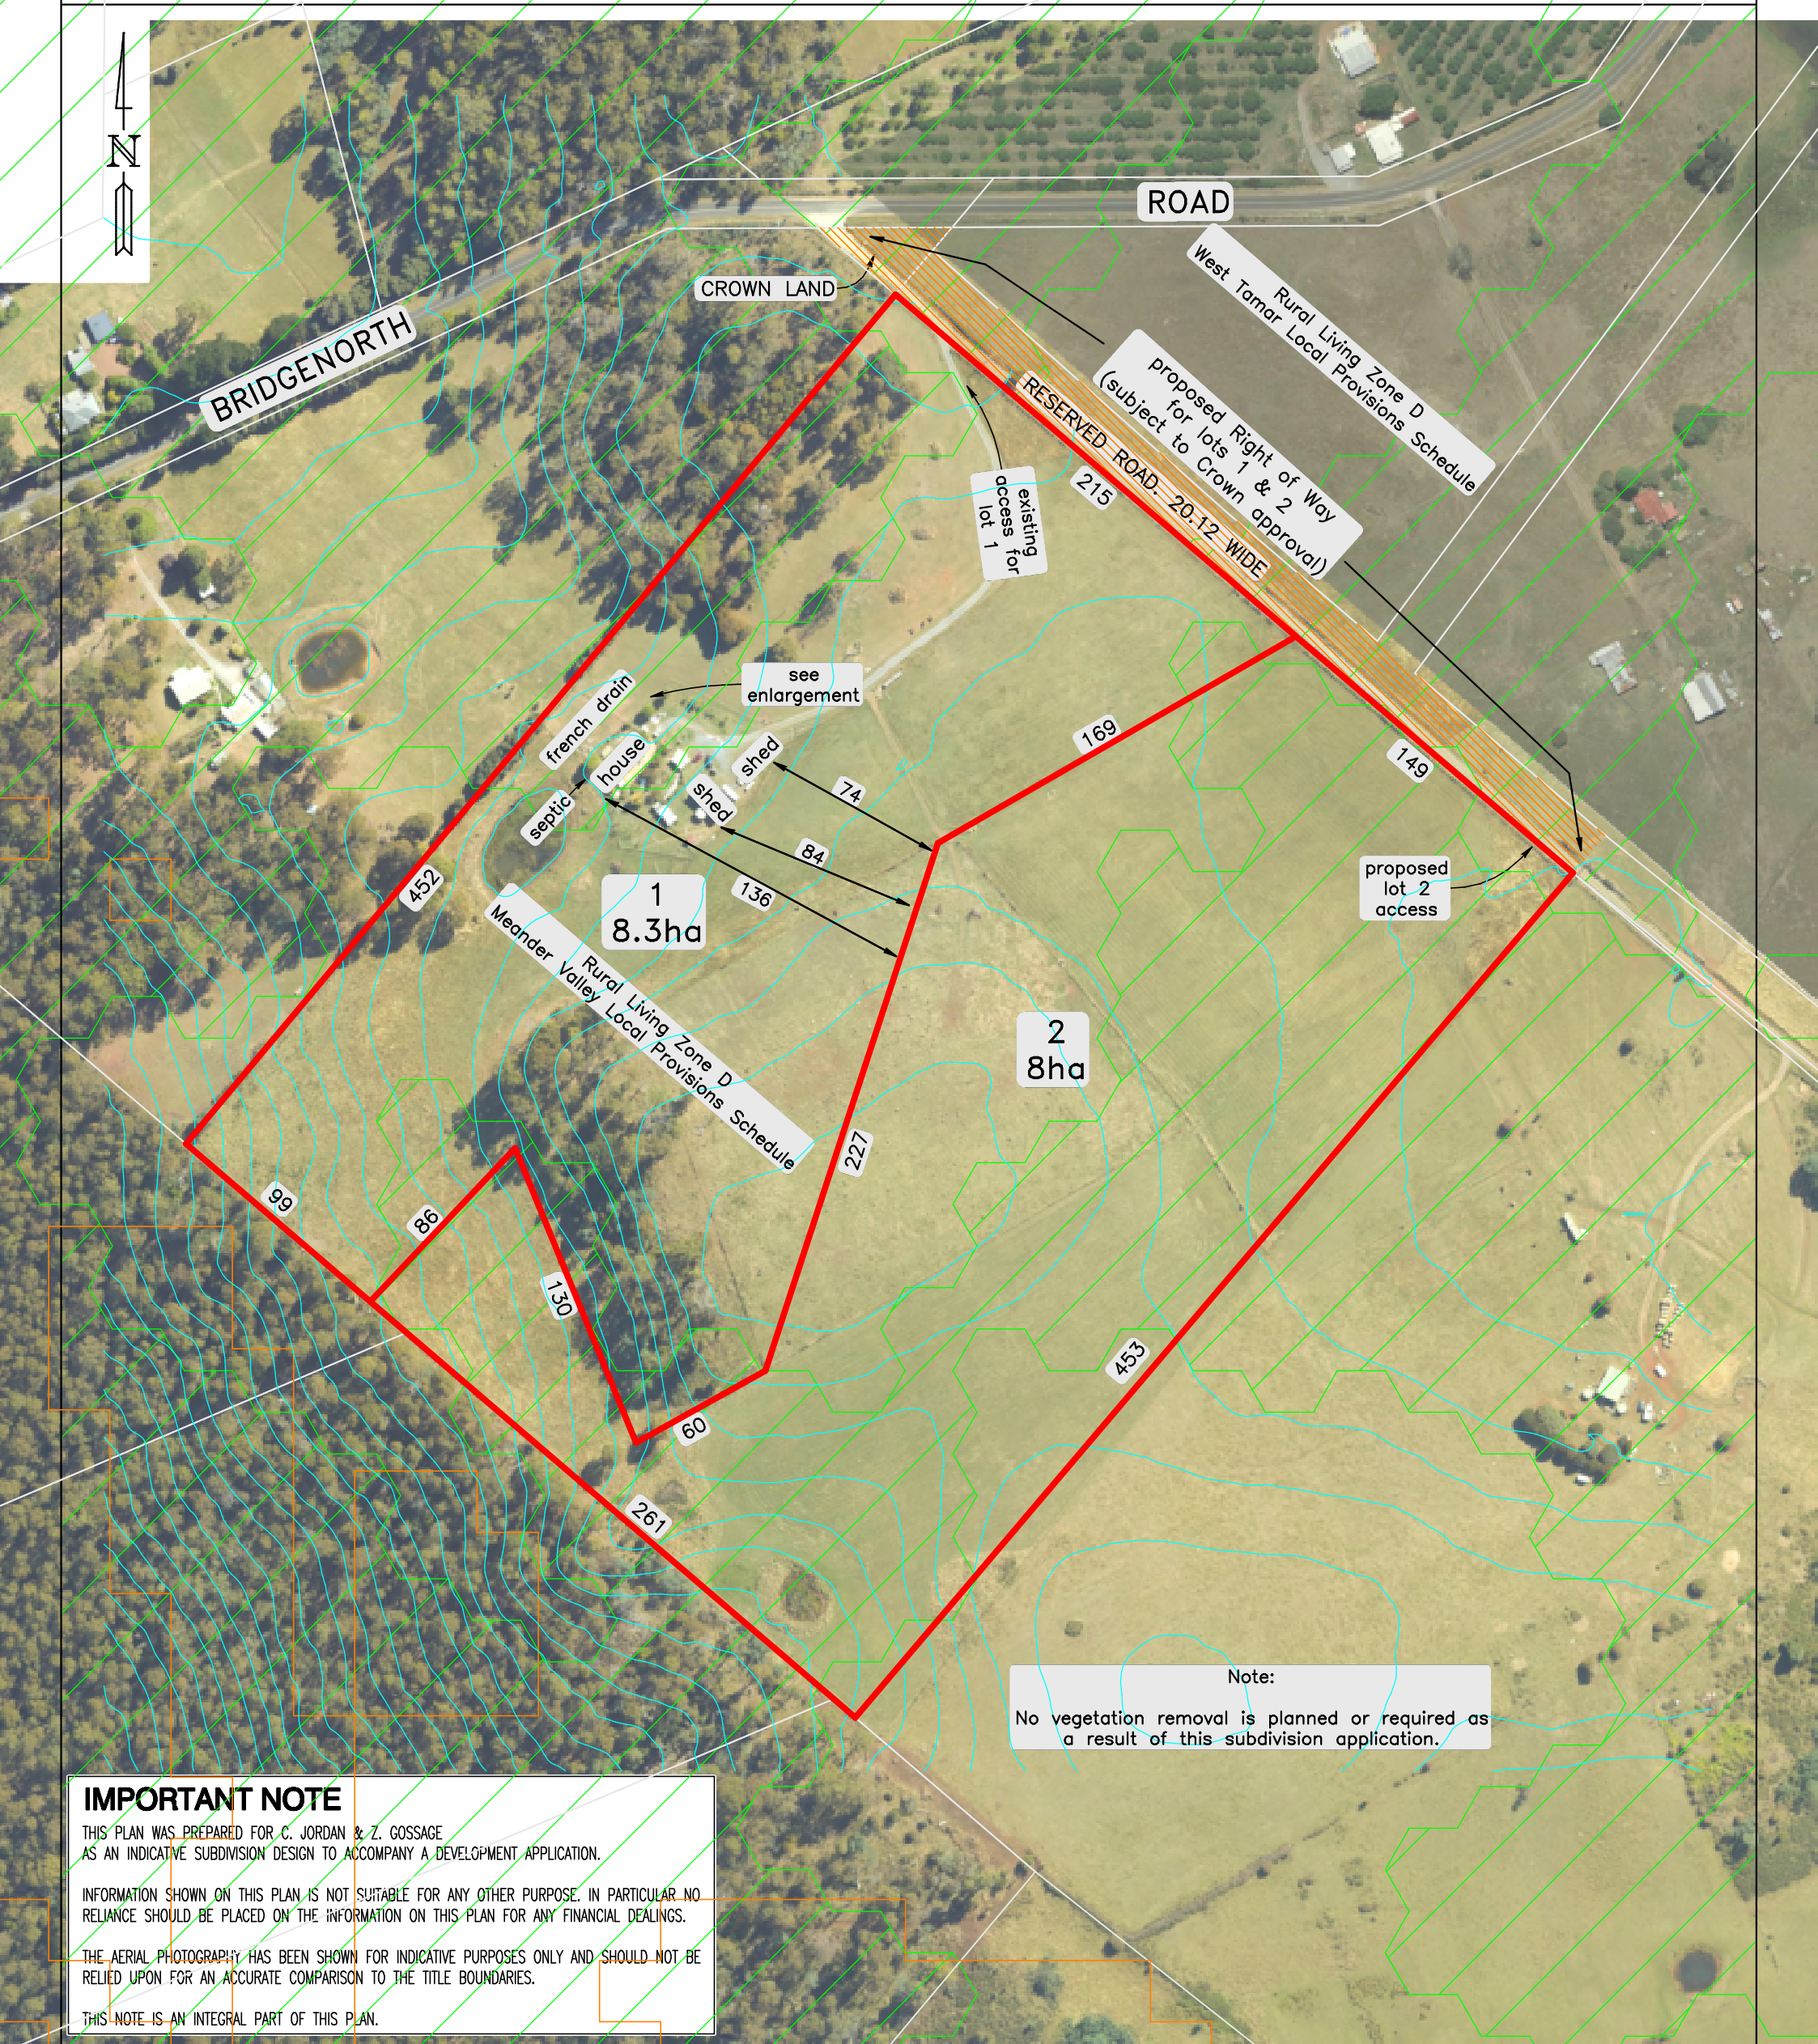 N
ROAD
BRIDGENORTH
CROWN LAND
Rural Living Zone D
West Tamar Local Provisions Schedule
proposed Right of Way
for lots 1 & 2
(subject to Crown approval)
RESERVED ROAD. 20.12 WIDE
215
existing
access for
lot 1
see
enlargement
french drain
house
septic
shed
shed
74
84
136
169
149
proposed
lot 2
access
452
1
8.3ha
Rural Living Zone D
Meander Valley Local Provisions Schedule
2
8ha
227
99
86
130
60
453
261
Note:
No vegetation removal is planned or required as
a result of this subdivision application.
IMPORTANT NOTE
THIS PLAN WAS PREPARED FOR C. JORDAN & Z. GOSSAGE
AS AN INDICATIVE SUBDIVISION DESIGN TO ACCOMPANY A DEVELOPMENT APPLICATION.
INFORMATION SHOWN ON THIS PLAN IS NOT SUITABLE FOR ANY OTHER PURPOSE. IN PARTICULAR NO
RELIANCE SHOULD BE PLACED ON THE INFORMATION ON THIS PLAN FOR ANY FINANCIAL DEALINGS.
THE AERIAL PHOTOGRAPHY HAS BEEN SHOWN FOR INDICATIVE PURPOSES ONLY AND SHOULD NOT BE
RELIED UPON FOR AN ACCURATE COMPARISON TO THE TITLE BOUNDARIES.
THIS NOTE IS AN INTEGRAL PART OF THIS PLAN.